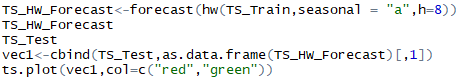 TS_HW_Forecast<-forecast(hw(TS_Train,seasonal = "a",h=8))
TS_HW_Forecast
TS_Test
vec1<-cbind(TS_Test,as.data.frame(TS_HW_Forecast)[,1])
ts.plot(vec1,col=c("red","green"))